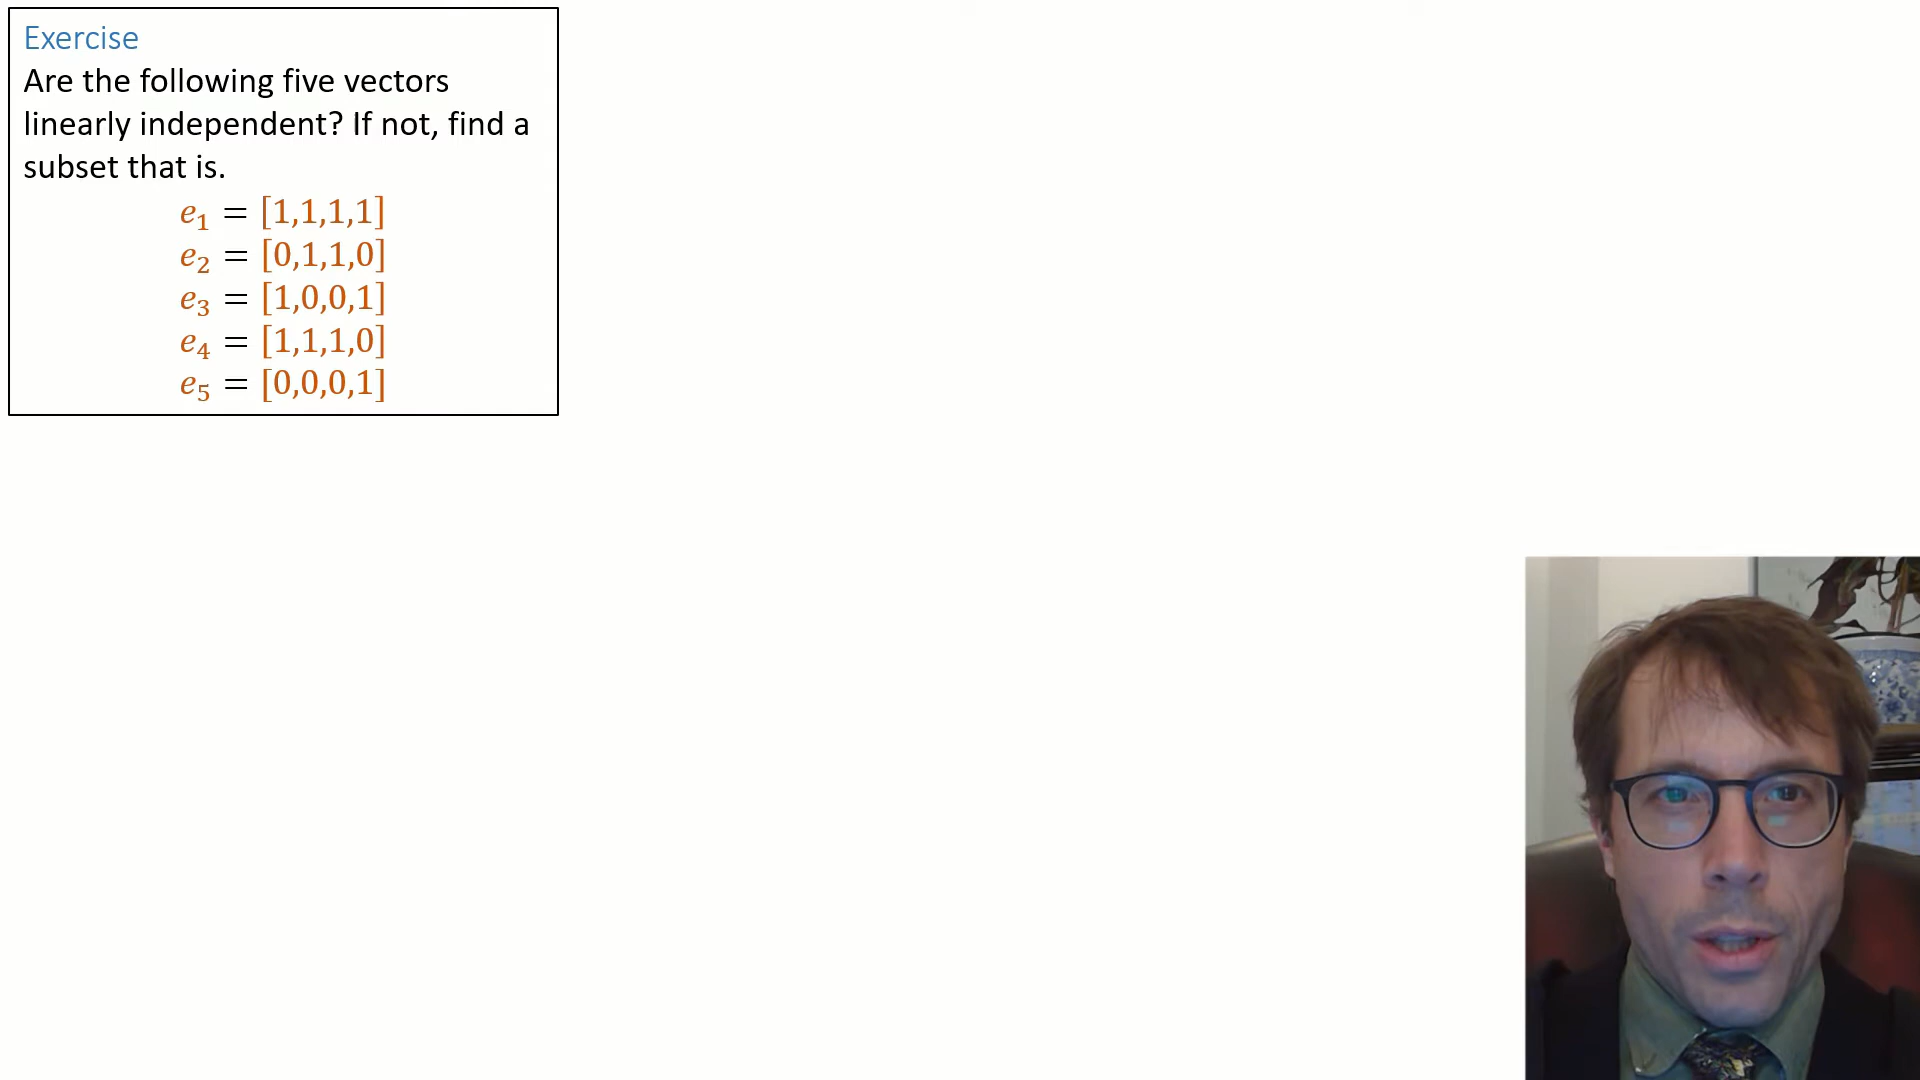 Exercise
Are the following five vectors
linearly independent? If not, find a
subset that is.
e₁ = [1,1,1,1]
e₂ = [0,1,1,0]
e₃ = [1,0,0,1]
e₄ = [1,1,1,0]
e₅ = [0,0,0,1]